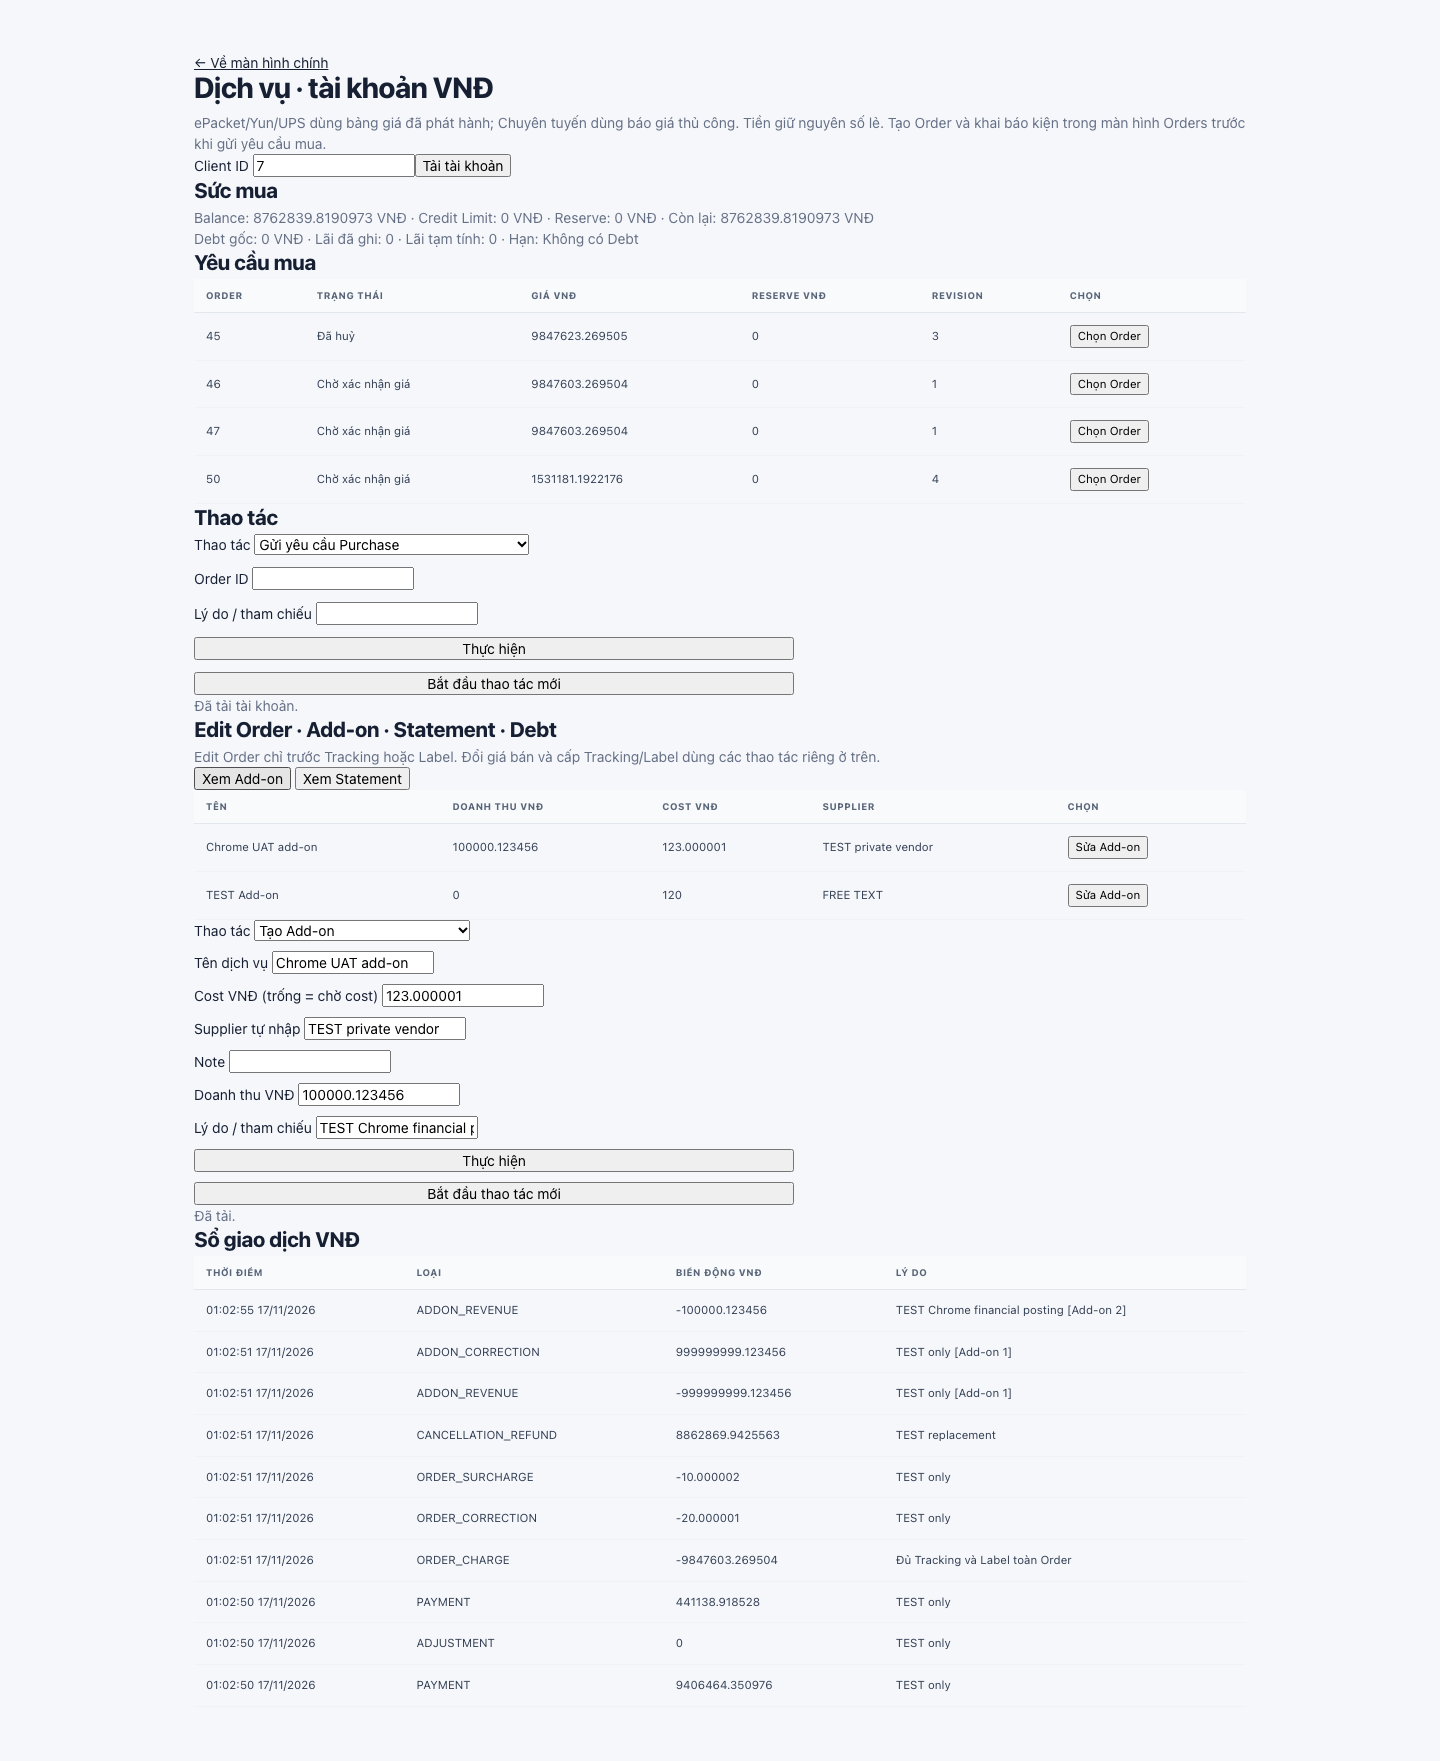 ← Về màn hình chính
Dịch vụ · tài khoản VNĐ
ePacket/Yun/UPS dùng bảng giá đã phát hành; Chuyên tuyến dùng báo giá thủ công. Tiền giữ nguyên số lẻ. Tạo Order và khai báo kiện trong màn hình Orders trước
khi gửi yêu cầu mua.
Client ID 7 Tải tài khoản
Sức mua
Balance: 8762839.8190973 VNĐ · Credit Limit: 0 VNĐ · Reserve: 0 VNĐ · Còn lại: 8762839.8190973 VNĐ
Debt gốc: 0 VNĐ · Lãi đã ghi: 0 · Lãi tạm tính: 0 · Hạn: Không có Debt
Yêu cầu mua
ORDER TRẠNG THÁI GIÁ VNĐ RESERVE VNĐ REVISION CHỌN
45 Đã huỷ 9847623.269505 0 3 Chọn Order
46 Chờ xác nhận giá 9847603.269504 0 1 Chọn Order
47 Chờ xác nhận giá 9847603.269504 0 1 Chọn Order
50 Chờ xác nhận giá 1531181.1922176 0 4 Chọn Order
Thao tác
Thao tác Gửi yêu cầu Purchase
Order ID
Lý do / tham chiếu
Thực hiện
Bắt đầu thao tác mới
Đã tải tài khoản.
Edit Order · Add-on · Statement · Debt
Edit Order chỉ trước Tracking hoặc Label. Đổi giá bán và cấp Tracking/Label dùng các thao tác riêng ở trên.
Xem Add-on Xem Statement
TÊN DOANH THU VNĐ COST VNĐ SUPPLIER CHỌN
Chrome UAT add-on 100000.123456 123.000001 TEST private vendor Sửa Add-on
TEST Add-on 0 120 FREE TEXT Sửa Add-on
Thao tác Tạo Add-on
Tên dịch vụ Chrome UAT add-on
Cost VNĐ (trống = chờ cost) 123.000001
Supplier tự nhập TEST private vendor
Note
Doanh thu VNĐ 100000.123456
Lý do / tham chiếu TEST Chrome financial p
Thực hiện
Bắt đầu thao tác mới
Đã tải.
Sổ giao dịch VNĐ
THỜI ĐIỂM LOẠI BIẾN ĐỘNG VNĐ LÝ DO
01:02:55 17/11/2026 ADDON_REVENUE -100000.123456 TEST Chrome financial posting [Add-on 2]
01:02:51 17/11/2026 ADDON_CORRECTION 999999999.123456 TEST only [Add-on 1]
01:02:51 17/11/2026 ADDON_REVENUE -999999999.123456 TEST only [Add-on 1]
01:02:51 17/11/2026 CANCELLATION_REFUND 8862869.9425563 TEST replacement
01:02:51 17/11/2026 ORDER_SURCHARGE -10.000002 TEST only
01:02:51 17/11/2026 ORDER_CORRECTION -20.000001 TEST only
01:02:51 17/11/2026 ORDER_CHARGE -9847603.269504 Đủ Tracking và Label toàn Order
01:02:50 17/11/2026 PAYMENT 441138.918528 TEST only
01:02:50 17/11/2026 ADJUSTMENT 0 TEST only
01:02:50 17/11/2026 PAYMENT 9406464.350976 TEST only